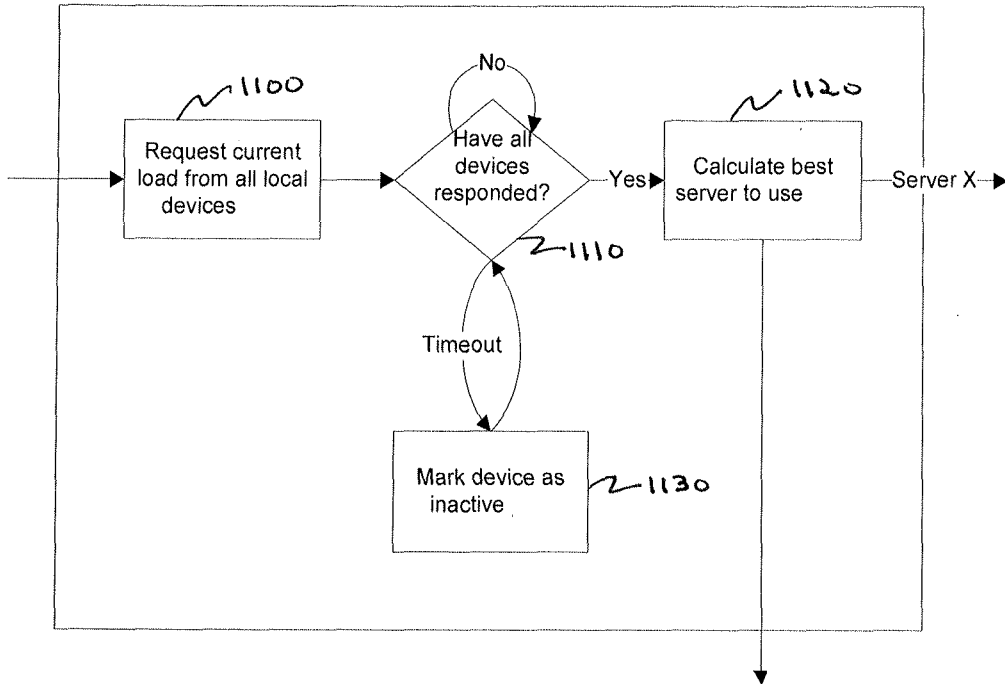 1100
Request current
load from all local
devices
No
Have all
devices
responded?
1110
Yes
1120
Calculate best
server to use
Server X
Timeout
Mark device as
inactive
1130